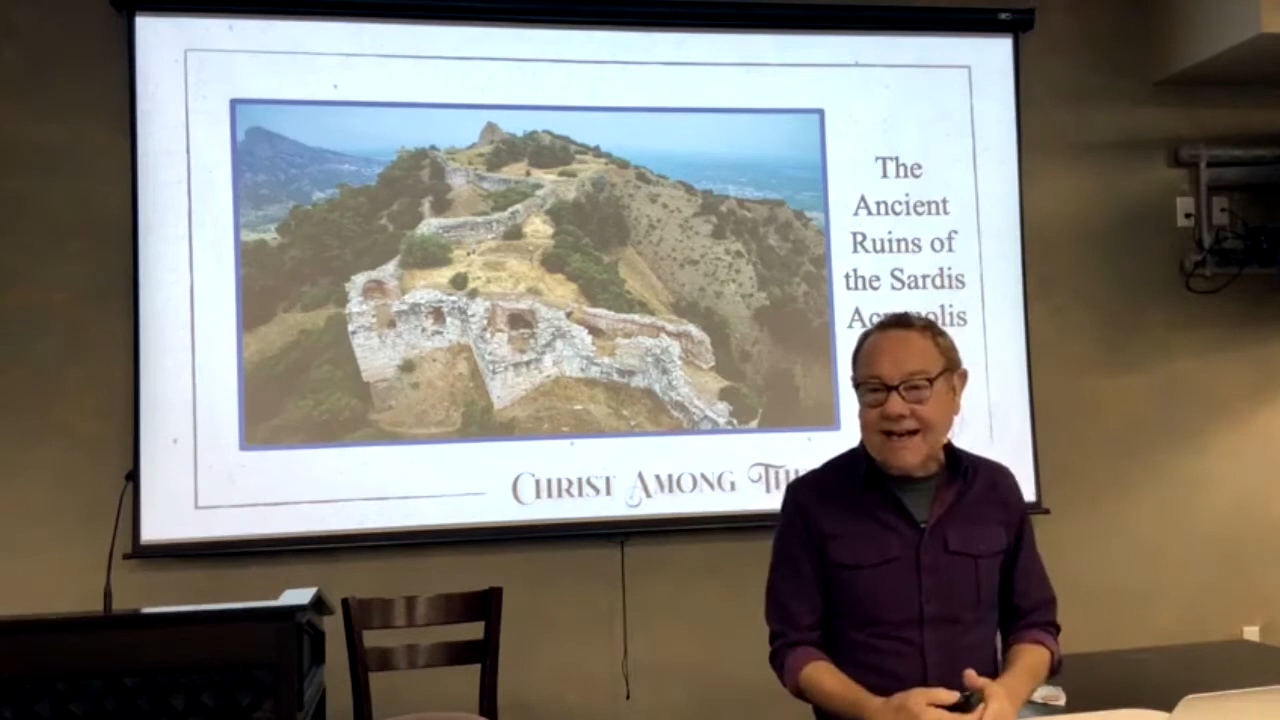 The
Ancient
Ruins of
the Sardis
CHRIST AMONG